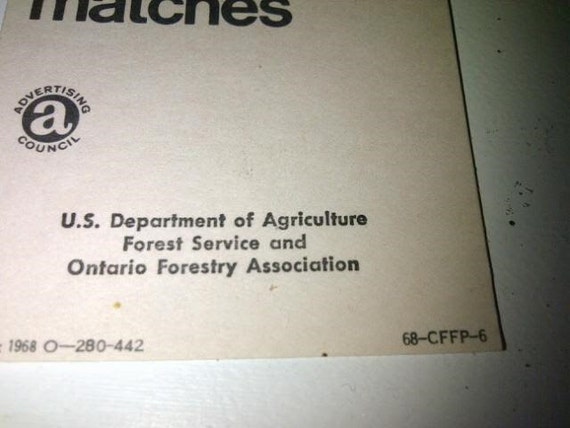 matches
ADVERTISING
a
COUNCIL
U.S. Department of Agriculture
Forest Service and
Ontario Forestry Association
: 1968 O—280-442
68-CFFP-6